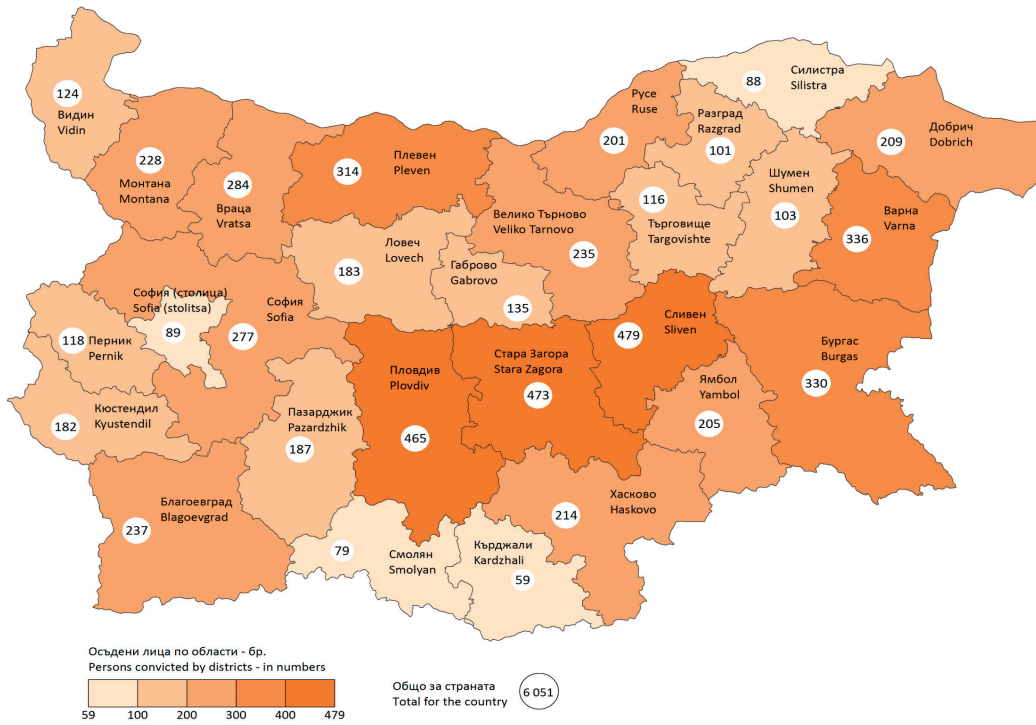 88
Силистра
Silistra
124
Видин
Vidin
Русе
Ruse
201
Разград
Razgrad
101
209
Добрич
Dobrich
228
Монтана
Montana
284
Враца
Vratsa
314
Плевен
Pleven
116
Търговище
Targovishte
Шумен
Shumen
103
Варна
Varna
336
Велико Търново
Veliko Tarnovo
235
Ловеч
Lovech
183
Габрово
Gabrovo
135
София (столица)
Sofia (stolitsa)
89
София
Sofia
277
118
Перник
Pernik
479
Сливен
Sliven
Бургас
Burgas
330
Пловдив
Plovdiv
465
Стара Загора
Stara Zagora
473
Ямбол
Yambol
205
Кюстендил
Kyustendil
182
Пазарджик
Pazardzhik
187
Благоевград
Blagoevgrad
237
Хасково
Haskovo
214
79
Смолян
Smolyan
Кърджали
Kardzhali
59
Осъдени лица по области - бр.
Persons convicted by districts - in numbers
59 100 200 300 400 479
Общо за страната
Total for the country
6 051